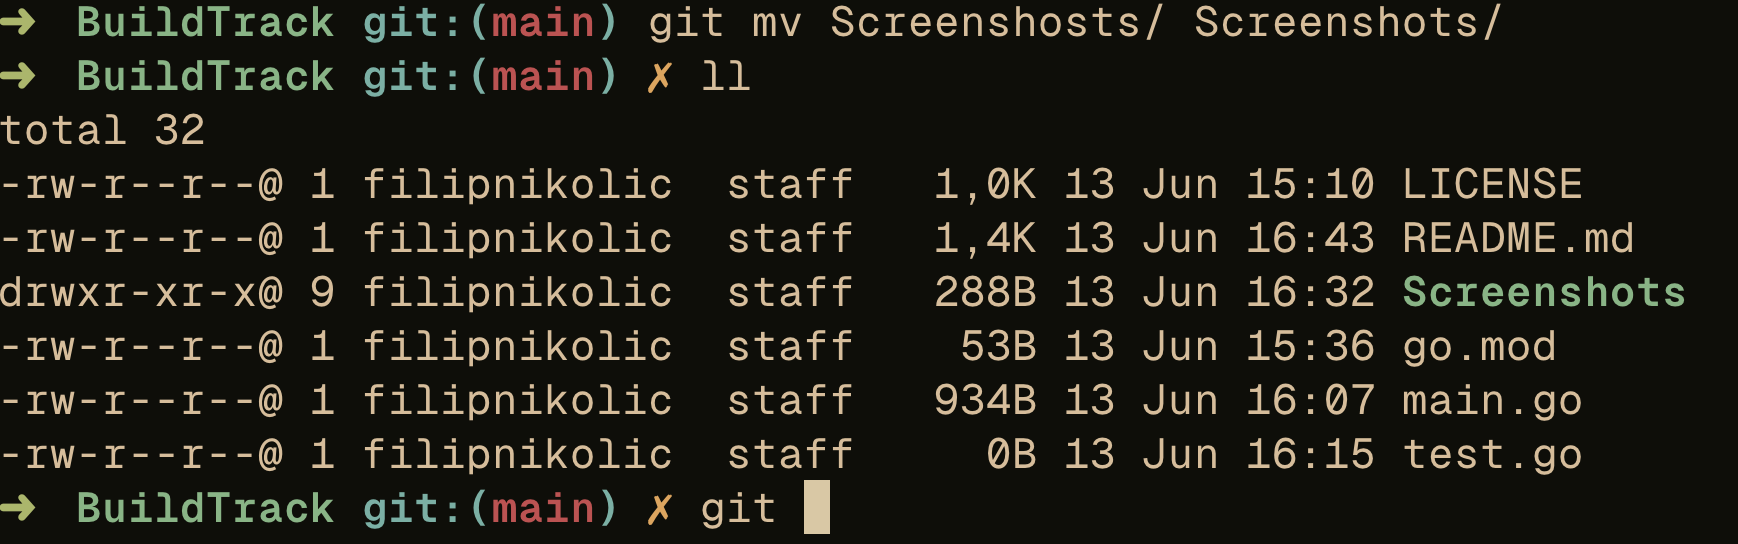 ➜ BuildTrack git:(main) git mv Screenshosts/ Screenshots/
➜ BuildTrack git:(main) ✗ ll
total 32
-rw-r--r--@ 1 filipnikolic  staff   1,0K 13 Jun 15:10 LICENSE
-rw-r--r--@ 1 filipnikolic  staff   1,4K 13 Jun 16:43 README.md
drwxr-xr-x@ 9 filipnikolic  staff   288B 13 Jun 16:32 Screenshots
-rw-r--r--@ 1 filipnikolic  staff    53B 13 Jun 15:36 go.mod
-rw-r--r--@ 1 filipnikolic  staff   934B 13 Jun 16:07 main.go
-rw-r--r--@ 1 filipnikolic  staff     0B 13 Jun 16:15 test.go
➜ BuildTrack git:(main) ✗ git